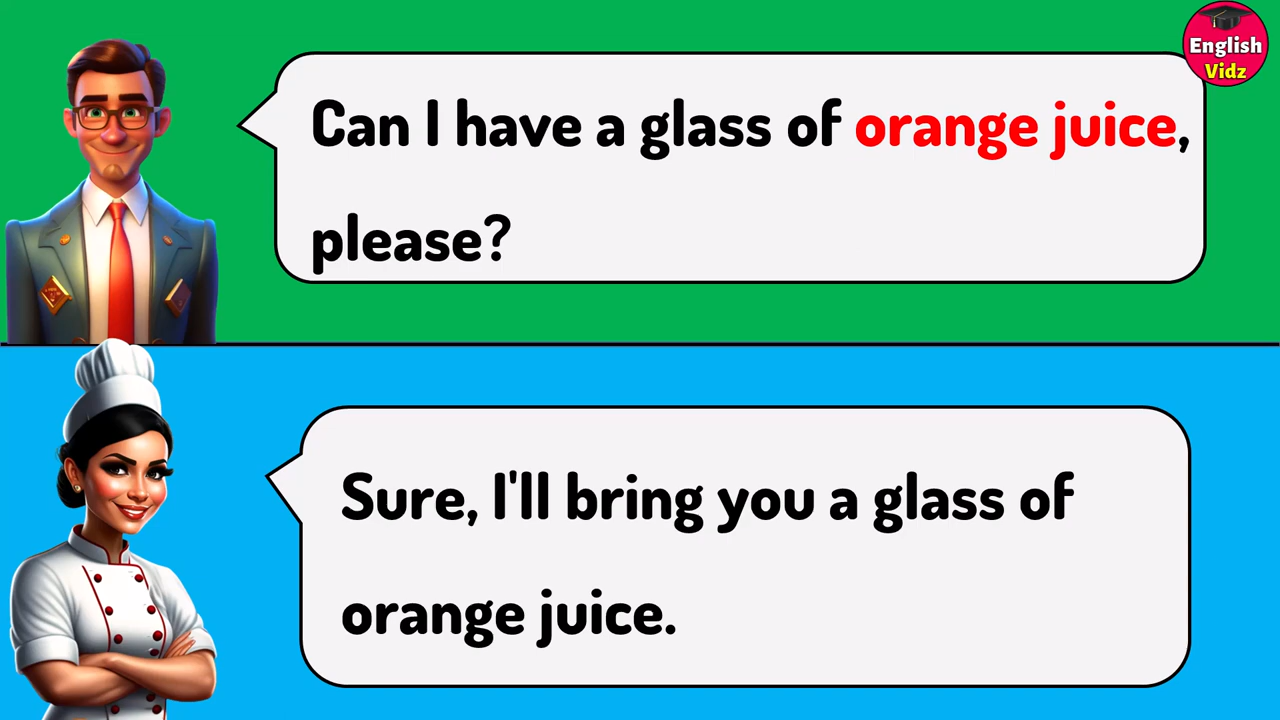 English
Vidz
Can I have a glass of orange juice,
please?
Sure, I'll bring you a glass of
orange juice.